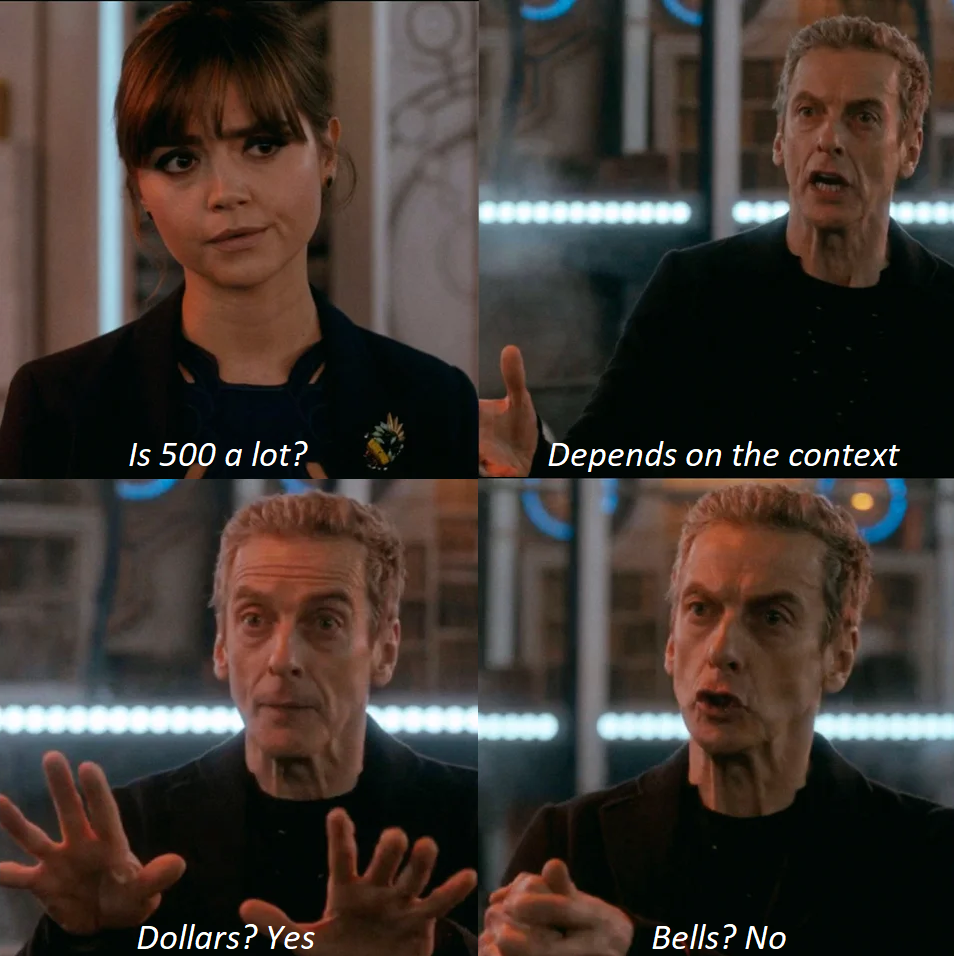 Is 500 a lot?
Depends on the context
Dollars? Yes
Bells? No